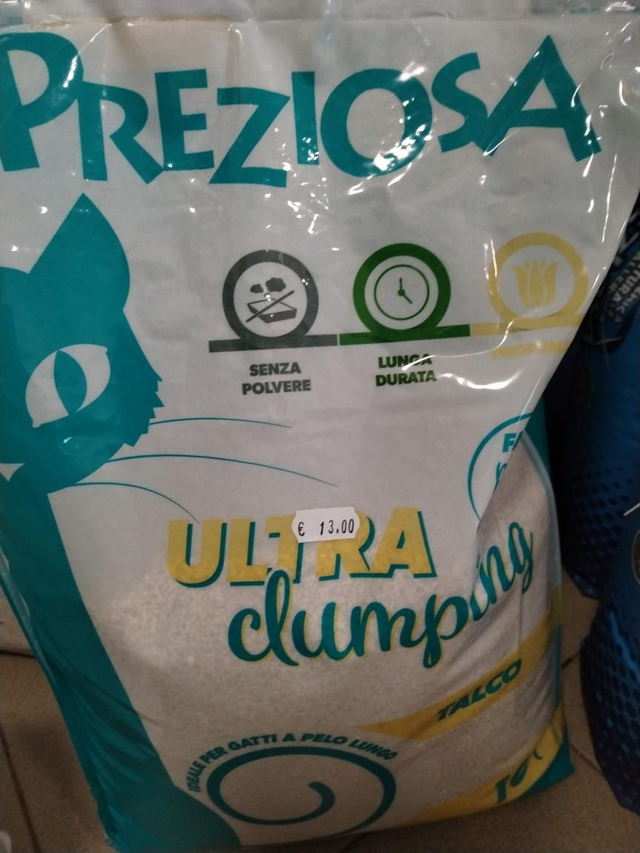 PREZIOSA
SENZA
POLVERE
LUNGA
DURATA
€ 13.00
ULTRA
clumping
TALCO
IDEALE PER GATTI A PELO LUNGO